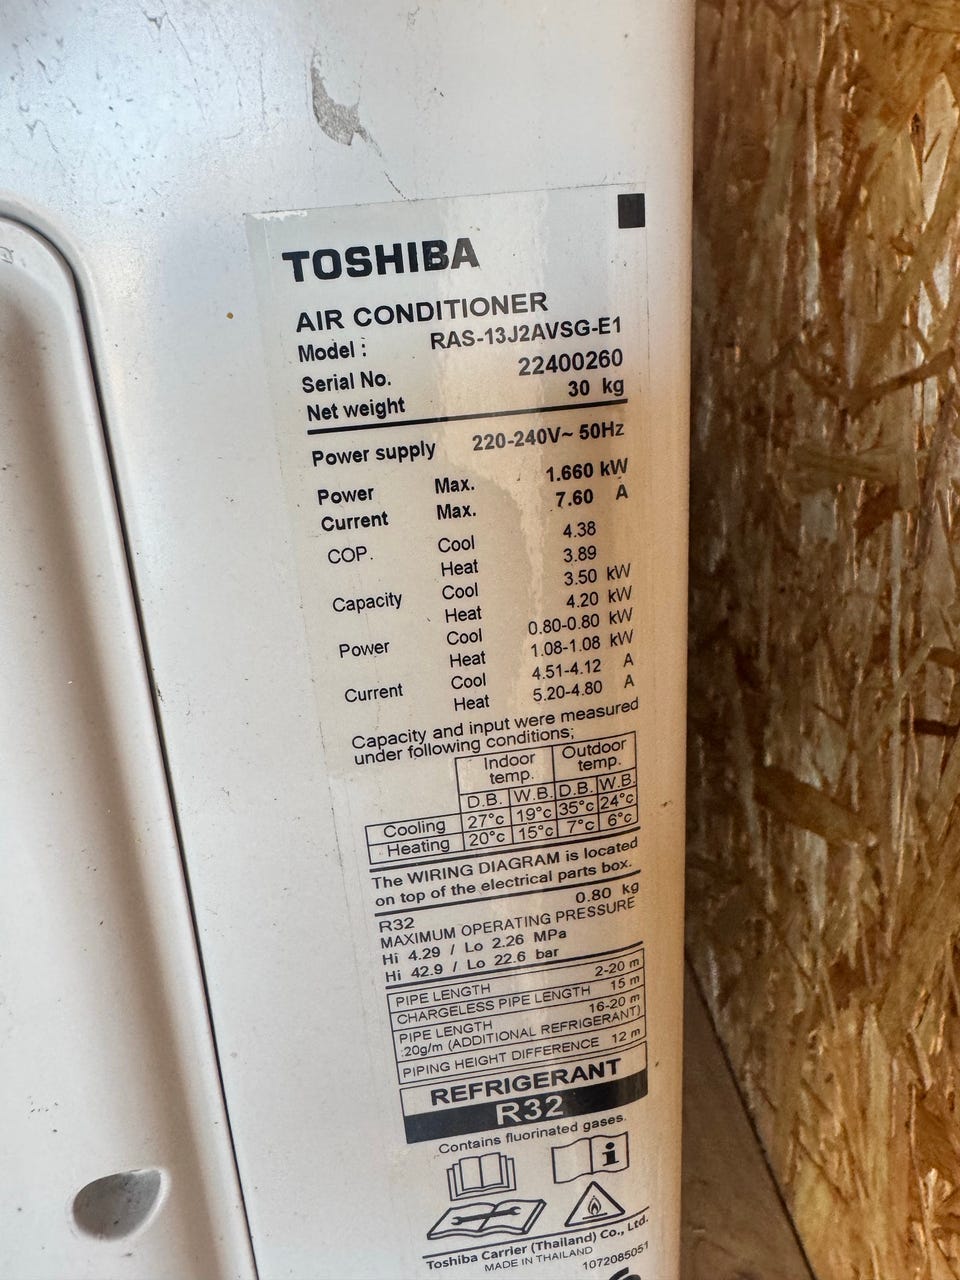 TOSHIBA
AIR CONDITIONER
Model : RAS-13J2AVSG-E1
Serial No. 22400260
Net weight 30 kg
Power supply 220-240V~ 50Hz
Power Max. 1.660 kW
Current Max. 7.60 A
COP. Cool 4.38
Heat 3.89
Capacity Cool 3.50 kW
Heat 4.20 kW
Power Cool 0.80-0.80 kW
Heat 1.08-1.08 kW
Current Cool 4.51-4.12 A
Heat 5.20-4.80 A
Capacity and input were measured
under following conditions;
Indoor temp. Outdoor temp.
D.B. W.B. D.B. W.B.
Cooling 27°c 19°c 35°c 24°c
Heating 20°c 15°c 7°c 6°c
The WIRING DIAGRAM is located
on top of the electrical parts box.
R32 0.80 kg
MAXIMUM OPERATING PRESSURE
Hi 4.29 / Lo 2.26 MPa
Hi 42.9 / Lo 22.6 bar
PIPE LENGTH 2-20 m
CHARGELESS PIPE LENGTH 15 m
PIPE LENGTH 16-20 m
:20g/m (ADDITIONAL REFRIGERANT)
PIPING HEIGHT DIFFERENCE 12 m
REFRIGERANT
R32
Contains fluorinated gases.
i
Toshiba Carrier (Thailand) Co., Ltd.
MADE IN THAILAND
1072085051